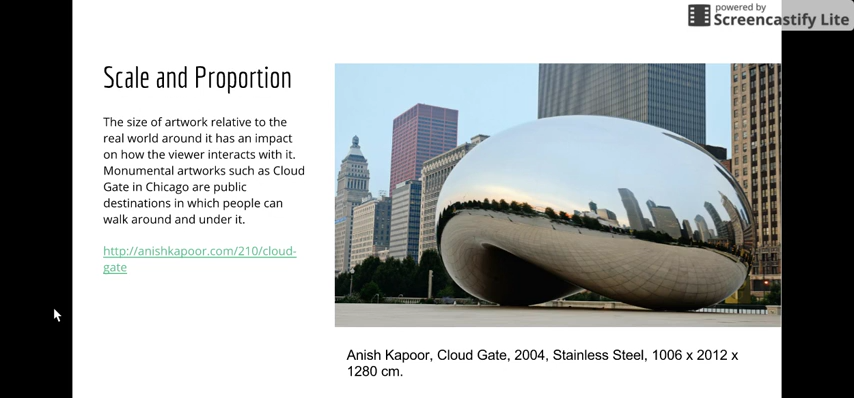 powered by
Screencastify Lite
Scale and Proportion
The size of artwork relative to the
real world around it has an impact
on how the viewer interacts with it.
Monumental artworks such as Cloud
Gate in Chicago are public
destinations in which people can
walk around and under it.
http://anishkapoor.com/210/cloud-
gate
Anish Kapoor, Cloud Gate, 2004, Stainless Steel, 1006 x 2012 x
1280 cm.